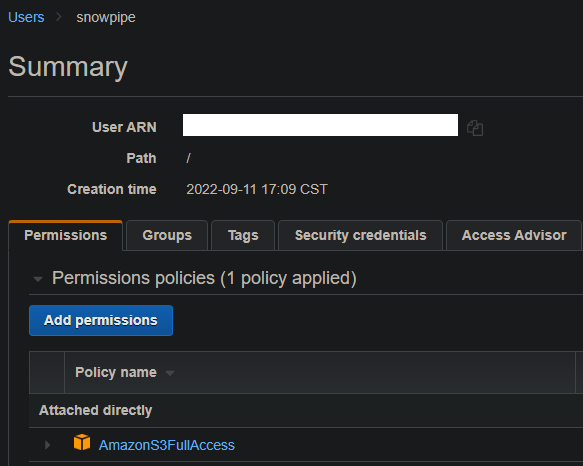 Users > snowpipe
Summary
User ARN
Path /
Creation time 2022-09-11 17:09 CST
Permissions Groups Tags Security credentials Access Advisor
Permissions policies (1 policy applied)
Add permissions
Policy name
Attached directly
AmazonS3FullAccess